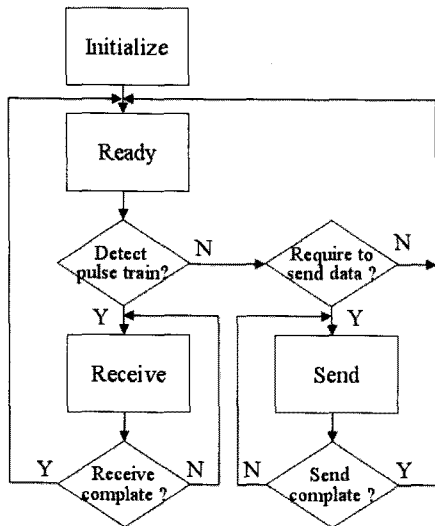 Initialize
Ready
Detect
pulse train?
N
Require to
send data ?
N
Y
Y
Receive
Send
Y
Receive
complate ?
N
N
Send
complate ?
Y